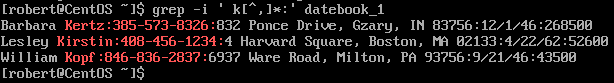 [robert@CentOS ~]$ grep -i ' k[^,]*:' datebook_1
Barbara Kertz:385-573-8326:832 Ponce Drive, Gzary, IN 83756:12/1/46:268500
Lesley Kirstin:408-456-1234:4 Harvard Square, Boston, MA 02133:4/22/62:52600
William Kopf:846-836-2837:6937 Ware Road, Milton, PA 93756:9/21/46:43500
[robert@CentOS ~]$